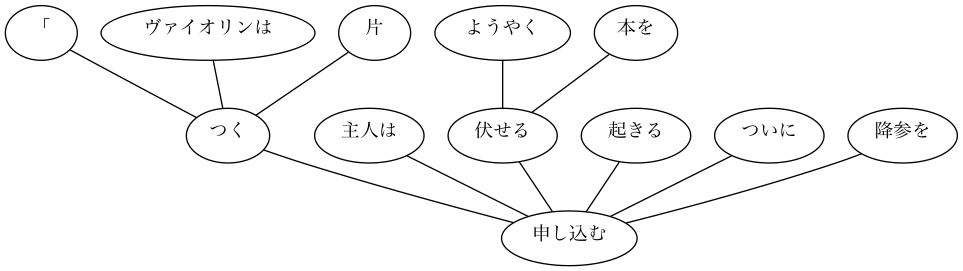 「 ヴァイオリンは 片 ようやく 本を
つく 主人は 伏せる 起きる ついに 降参を
申し込む